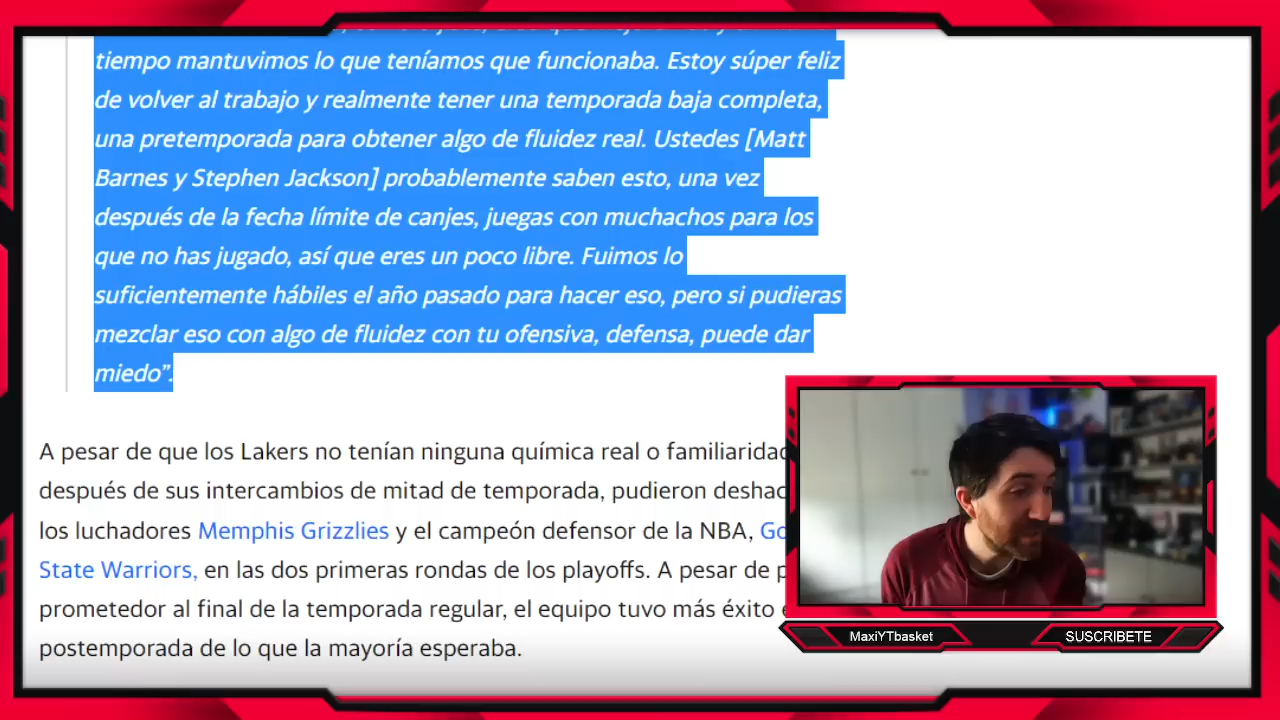 tiempo mantuvimos lo que teníamos que funcionaba. Estoy súper feliz
de volver al trabajo y realmente tener una temporada baja completa,
una pretemporada para obtener algo de fluidez real. Ustedes [Matt
Barnes y Stephen Jackson] probablemente saben esto, una vez
después de la fecha límite de canjes, juegas con muchachos para los
que no has jugado, así que eres un poco libre. Fuimos lo
suficientemente hábiles el año pasado para hacer eso, pero si pudieras
mezclar eso con algo de fluidez con tu ofensiva, defensa, puede dar
miedo”.
A pesar de que los Lakers no tenían ninguna química real o familiaridad
después de sus intercambios de mitad de temporada, pudieron
los luchadores Memphis Grizzlies y el campeón defensor de la NBA,
State Warriors, en las dos primeras rondas de los playoffs. A pesar de
prometedor al final de la temporada regular, el equipo tuvo más éxito
postemporada de lo que la mayoría esperaba.
MaxiYTbasket
SUSCRIBETE